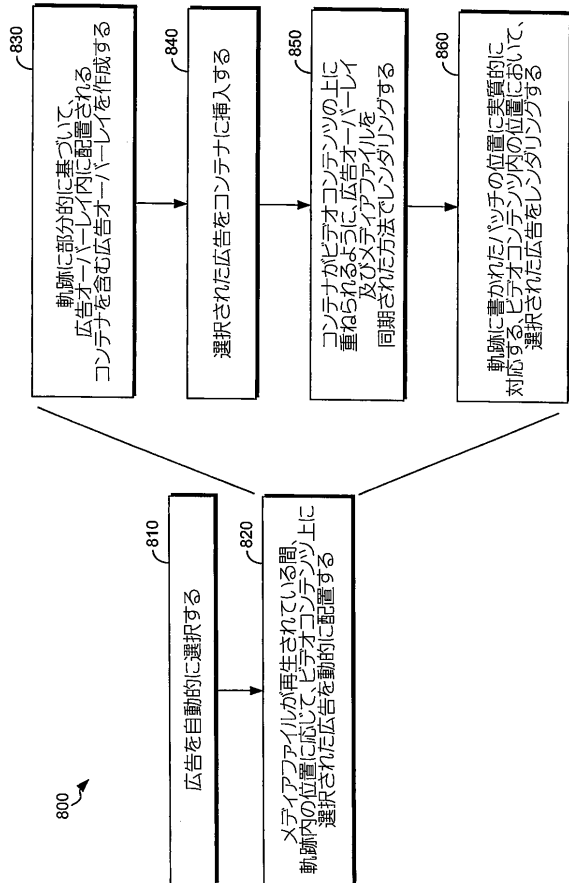 800
810
広告を自動的に選択する
820
メディアファイルが再生されている間、
軌跡内の位置に応じて、ビデオコンテンツ上に
選択された広告を動的に配置する
830
軌跡に部分的に基づいて、
広告オーバーレイ内に配置される
コンテナを含む広告オーバーレイを作成する
840
選択された広告をコンテナに挿入する
850
コンテナがビデオコンテンツの上に
重ねられるように、広告オーバーレイ
及びメディアファイルを
同期された方法でレンダリングする
860
軌跡に書かれたパッチの位置に実質的に
対応する、ビデオコンテンツ内の位置において、
選択された広告をレンダリングする